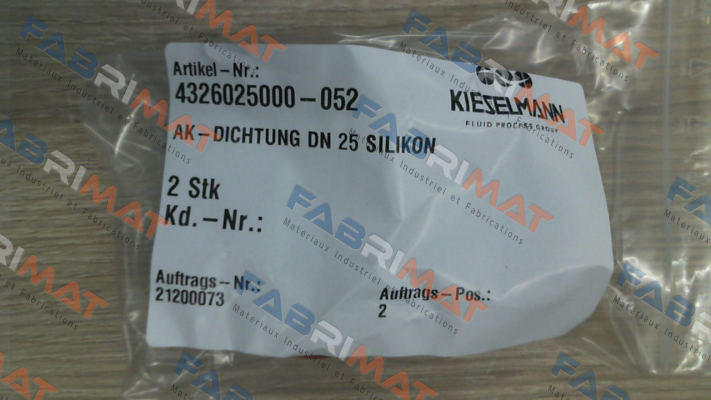 Artikel-Nr.:
4326025000-052
KIESELMANN
FLUID PROCESS GROUP
AK-DICHTUNG DN 25 SILIKON
2 Stk
Kd.-Nr.:
Auftrags-Nr.:
21200073
Auftrags-Pos.:
2
FABRIMAT
Materiaux Industriel et Fabrications